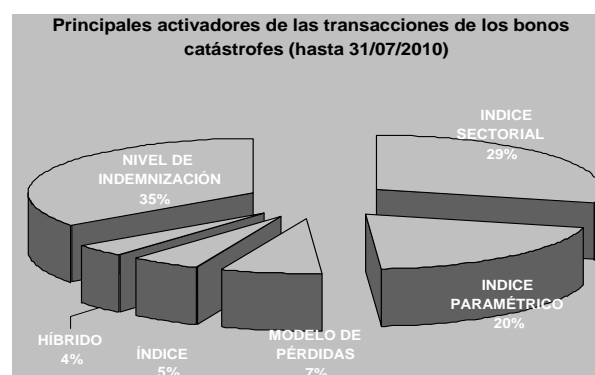 Principales activadores de las transacciones de los bonos
catástrofes (hasta 31/07/2010)
INDICE
SECTORIAL
29%
NIVEL DE
INDEMNIZACIÓN
35%
INDICE
PARAMÉTRICO
20%
HÍBRIDO
4%
ÍNDICE
5%
MODELO DE
PÉRDIDAS
7%